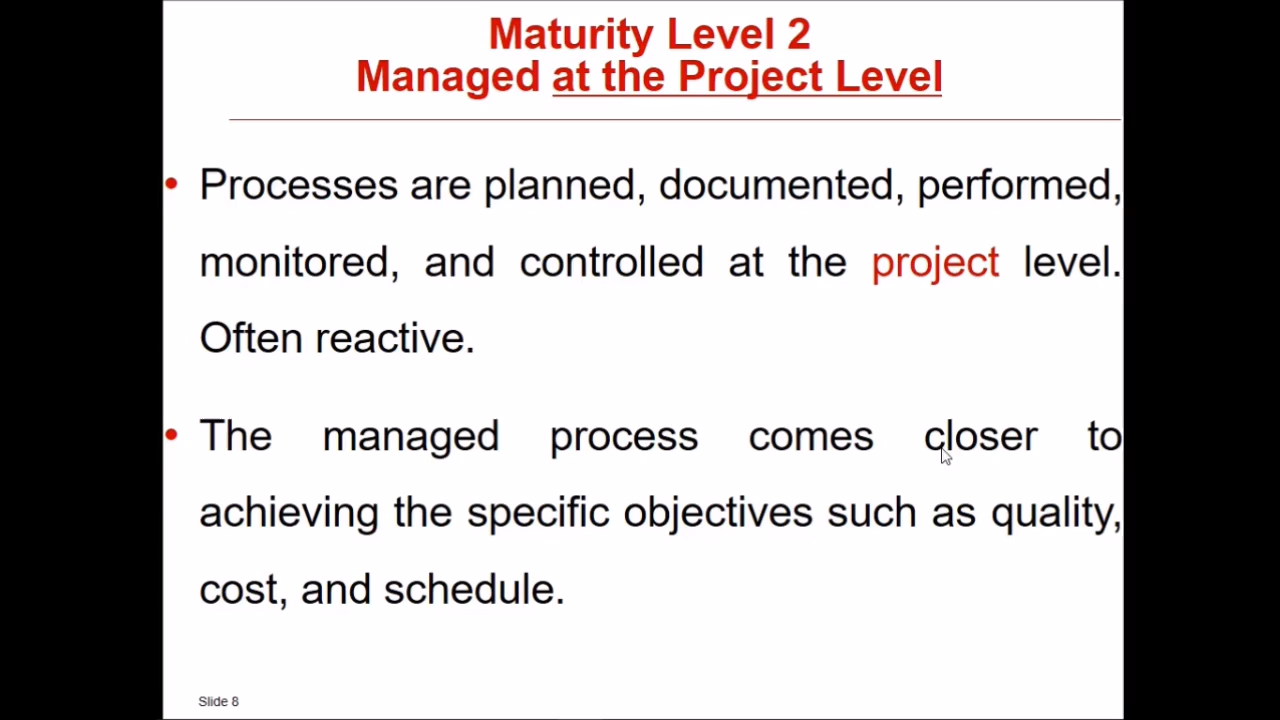 Maturity Level 2
Managed at the Project Level
• Processes are planned, documented, performed,
monitored, and controlled at the project level.
Often reactive.
• The managed process comes closer to
achieving the specific objectives such as quality,
cost, and schedule.
Slide 8